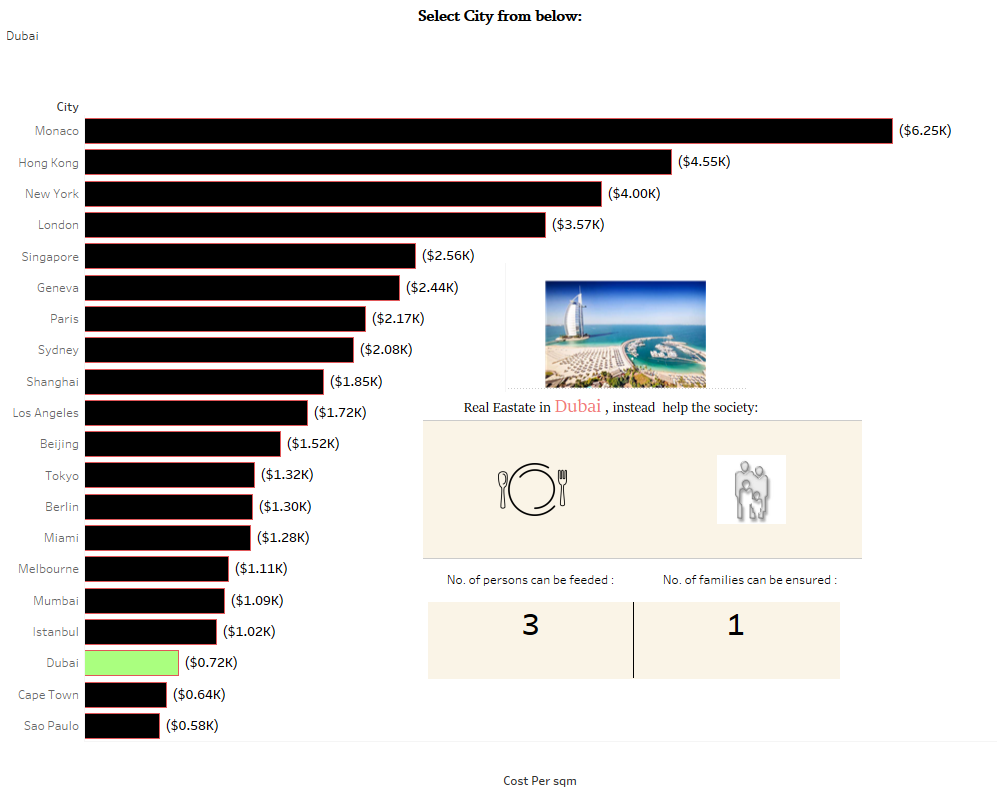 Select City from below:
Dubai
City
Monaco ($6.25K)
Hong Kong ($4.55K)
New York ($4.00K)
London ($3.57K)
Singapore ($2.56K)
Geneva ($2.44K)
Paris ($2.17K)
Sydney ($2.08K)
Shanghai ($1.85K)
Los Angeles ($1.72K)
Beijing ($1.52K)
Tokyo ($1.32K)
Berlin ($1.30K)
Miami ($1.28K)
Melbourne ($1.11K)
Mumbai ($1.09K)
Istanbul ($1.02K)
Dubai ($0.72K)
Cape Town ($0.64K)
Sao Paulo ($0.58K)
Cost Per sqm
Real Eastate in Dubai , instead help the society:
No. of persons can be feeded :
3
No. of families can be ensured :
1